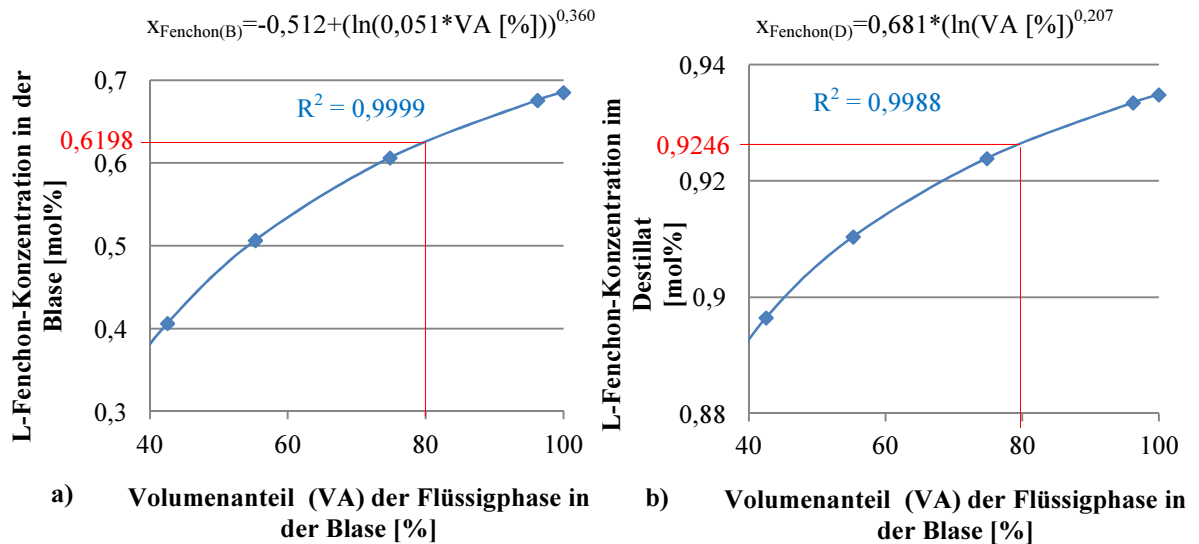 x_Fenchon(B)=-0,512+(ln(0,051*VA [%]))^0,360
L-Fenchon-Konzentration in der
Blase [mol%]
0,7
0,6
0,5
0,4
0,3
0,6198
R² = 0,9999
40
60
80
100
a)
Volumenanteil (VA) der Flüssigphase in
der Blase [%]
x_Fenchon(D)=0,681*(ln(VA [%])^0,207
L-Fenchon-Konzentration im
Destillat
[mol%]
0,94
0,92
0,9
0,88
0,9246
R² = 0,9988
40
60
80
100
b)
Volumenanteil (VA) der Flüssigphase in
der Blase [%]